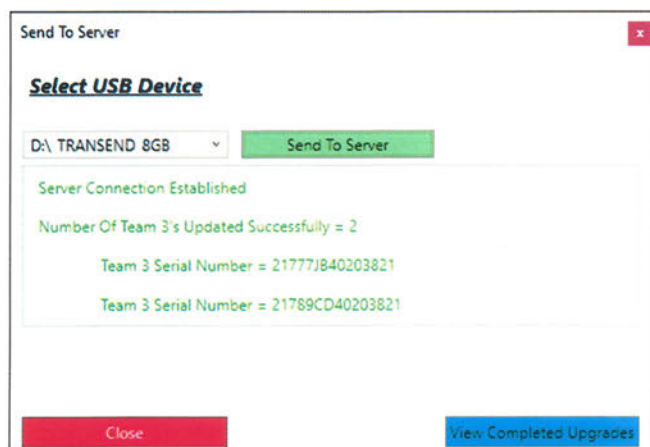 Send To Server
x
Select USB Device
D:\ TRANSEND 8GB
Send To Server
Server Connection Established
Number Of Team 3's Updated Successfully = 2
Team 3 Serial Number = 21777JB40203821
Team 3 Serial Number = 21789CD40203821
Close
View Completed Upgrades